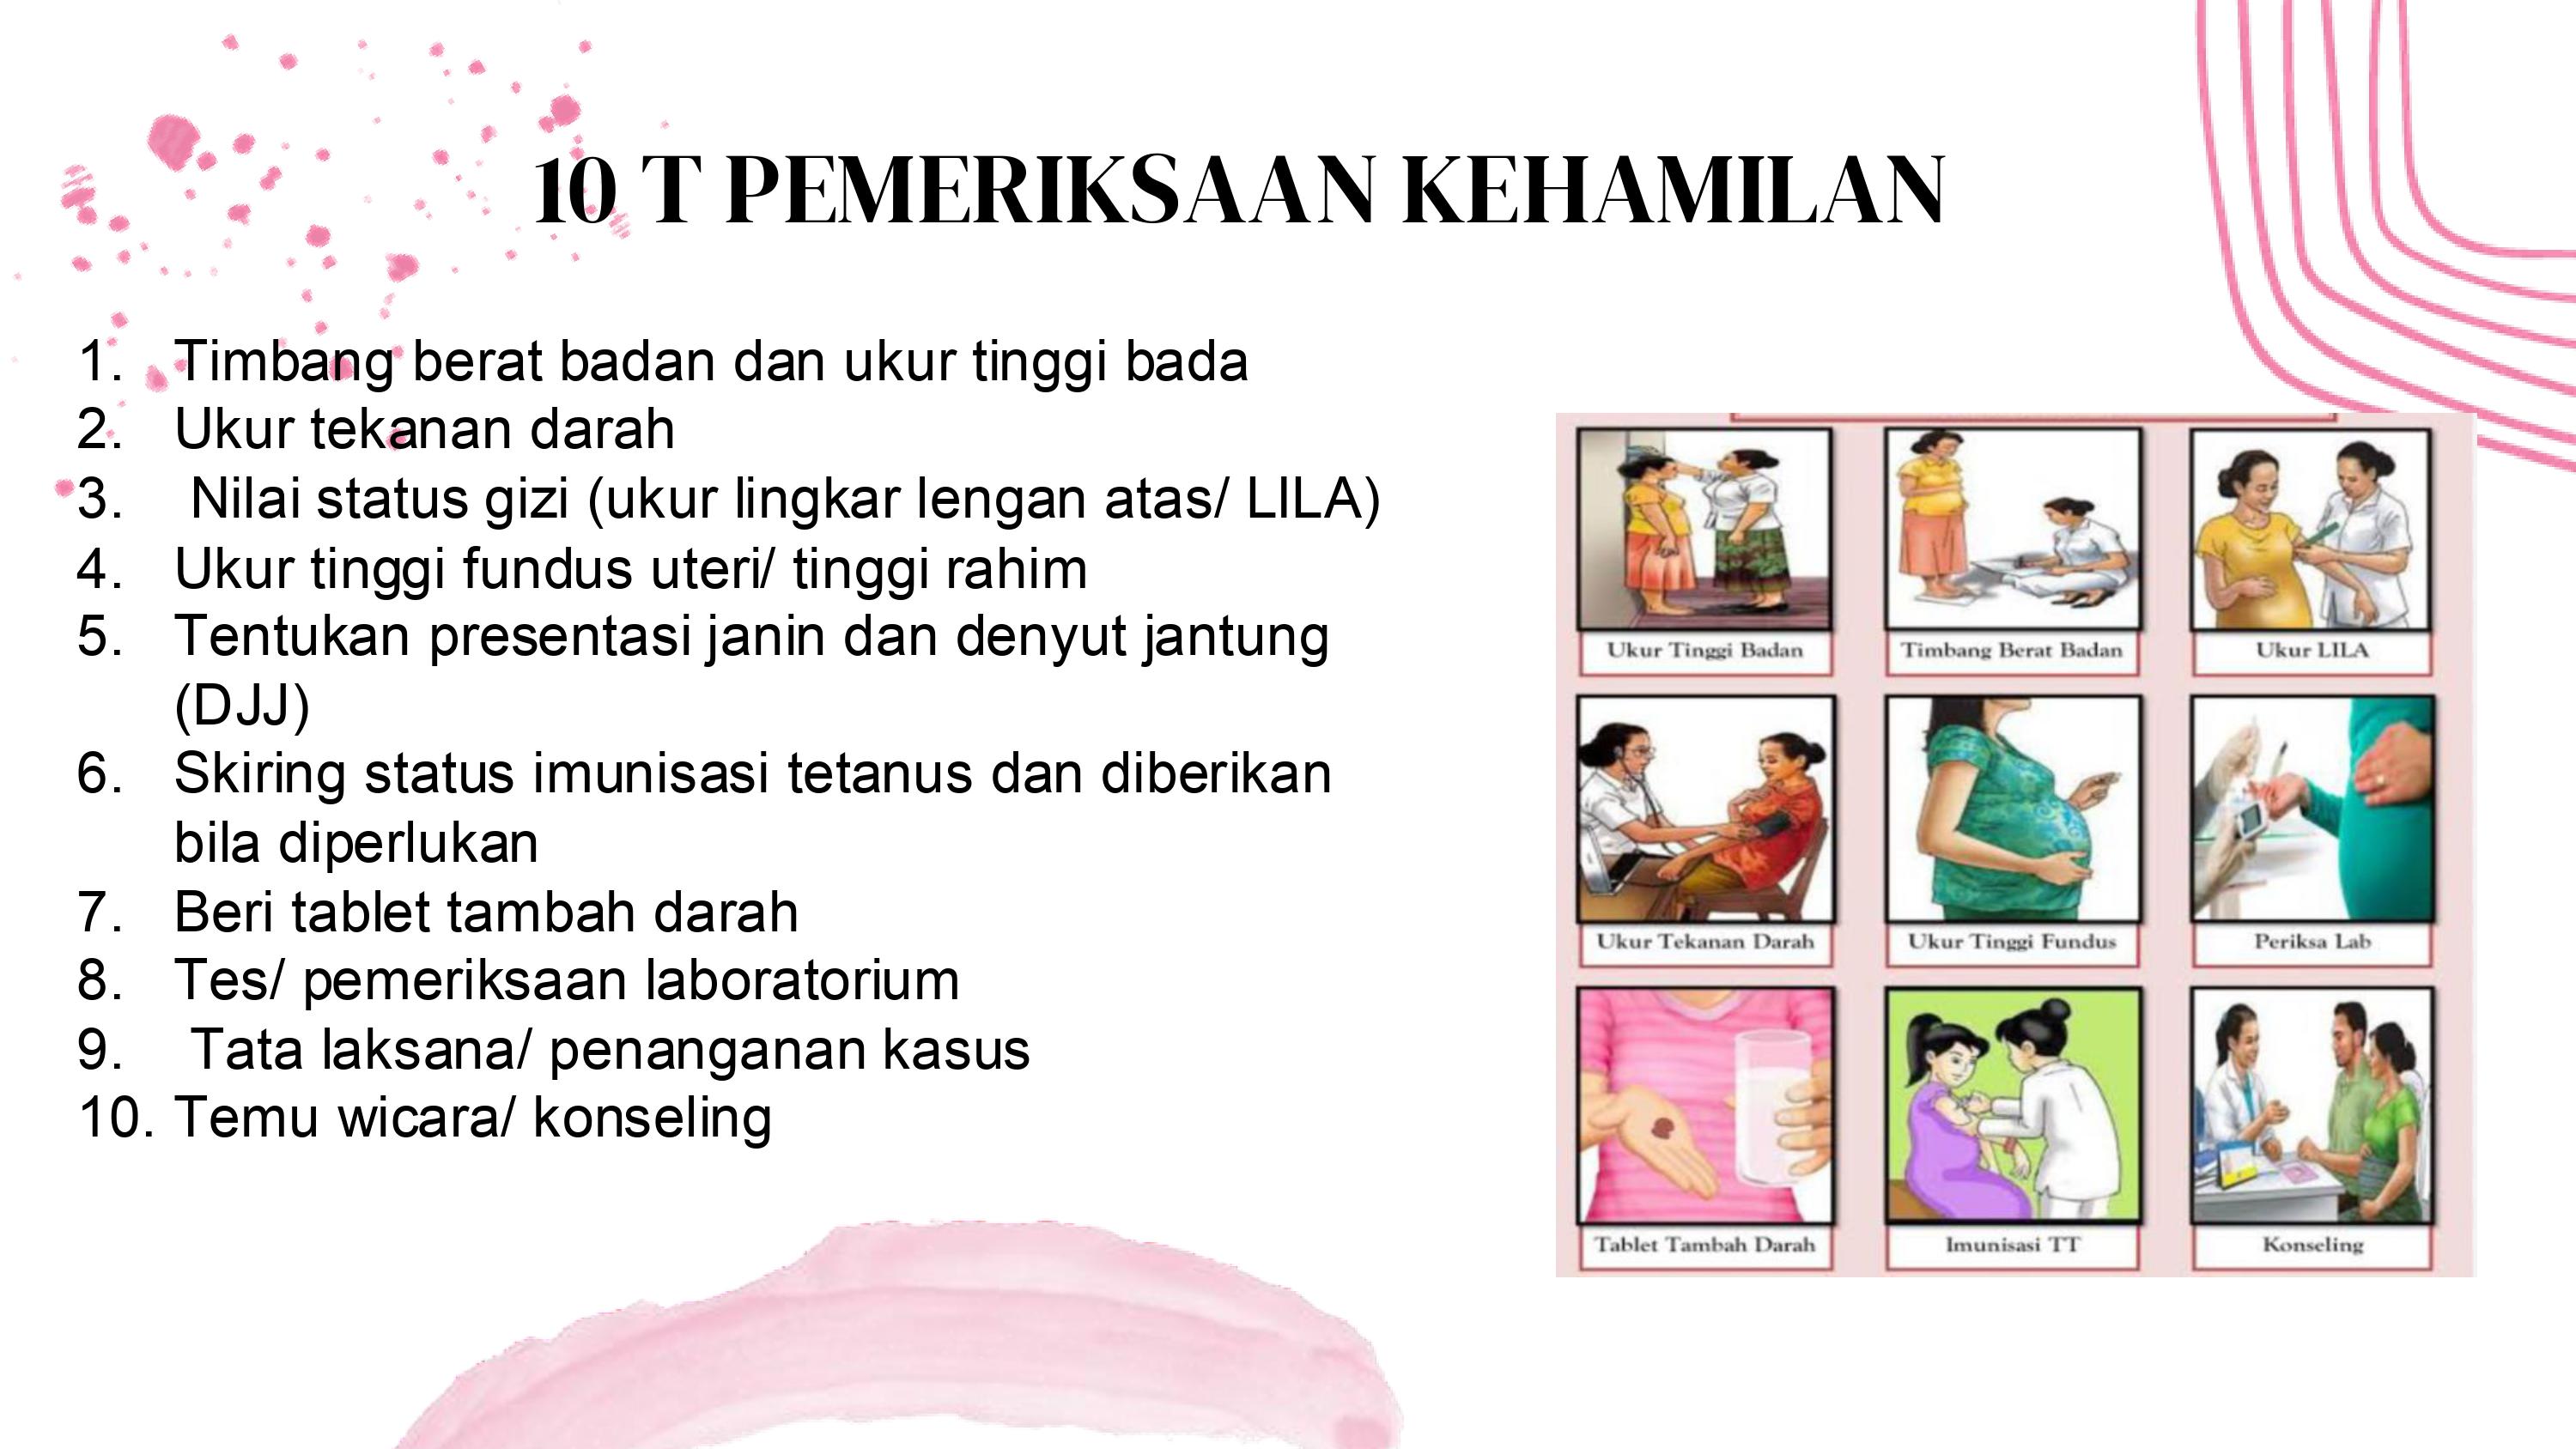 10 T PEMERIKSAAN KEHAMILAN
1. Timbang berat badan dan ukur tinggi bada
2. Ukur tekanan darah
3. Nilai status gizi (ukur lingkar lengan atas/ LILA)
4. Ukur tinggi fundus uteri/ tinggi rahim
5. Tentukan presentasi janin dan denyut jantung
(DJJ)
6. Skiring status imunisasi tetanus dan diberikan
bila diperlukan
7. Beri tablet tambah darah
8. Tes/ pemeriksaan laboratorium
9. Tata laksana/ penanganan kasus
10. Temu wicara/ konseling
Ukur Tinggi Badan
Timbang Berat Badan
Ukur LILA
Ukur Tekanan Darah
Ukur Tinggi Fundus
Periksa Lab
Tablet Tambah Darah
Imunisasi TT
Konseling